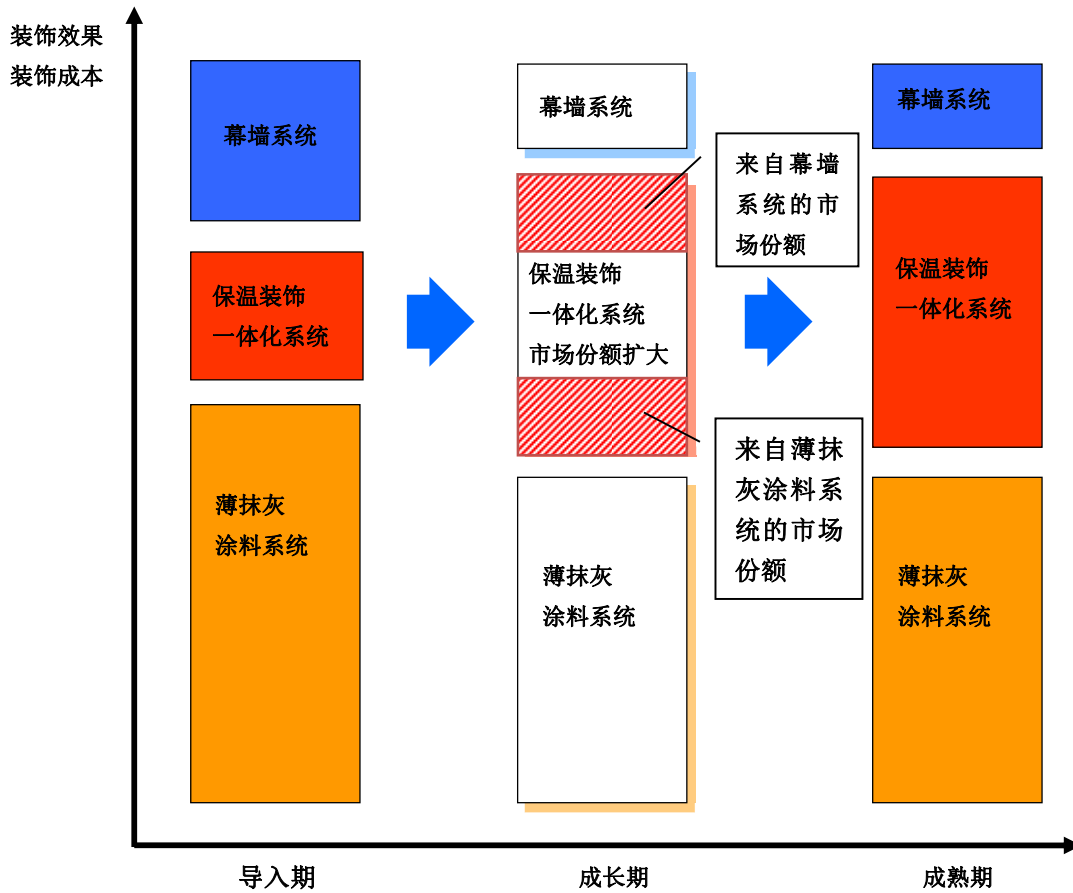 装饰效果
装饰成本
幕墙系统
保温装饰
一体化系统
薄抹灰
涂料系统
幕墙系统
保温装饰
一体化系统
市场份额扩大
薄抹灰
涂料系统
来自幕墙
系统的市
场份额
来自薄抹
灰涂料系
统的市场
份额
幕墙系统
保温装饰
一体化系统
薄抹灰
涂料系统
导入期
成长期
成熟期